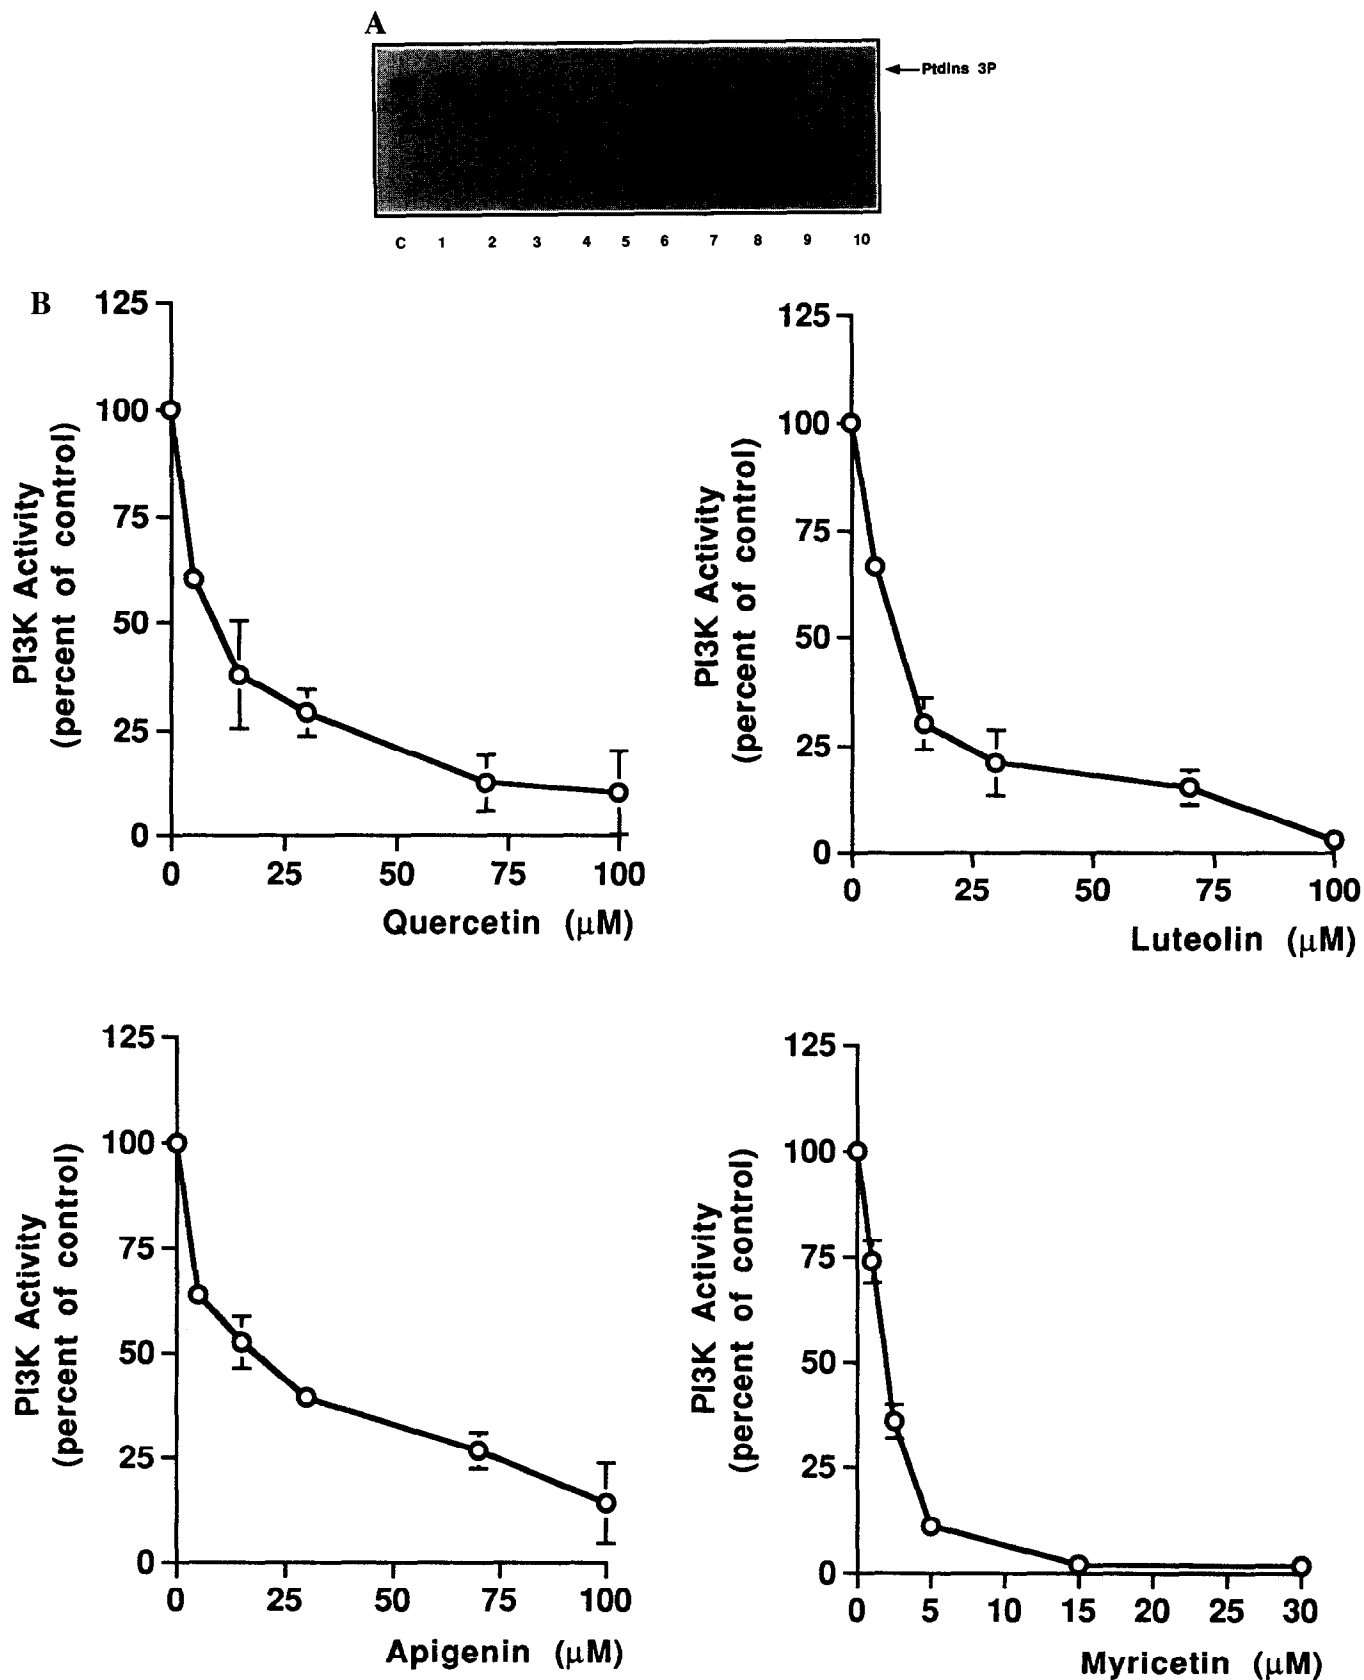 A
PtdIns 3P
C 1 2 3 4 5 6 7 8 9 10
B
125
100
75
50
25
0
PI3K Activity
(percent of control)
0 25 50 75 100
Quercetin (μM)
125
100
75
50
25
0
PI3K Activity
(percent of control)
0 25 50 75 100
Luteolin (μM)
125
100
75
50
25
0
PI3K Activity
(percent of control)
0 25 50 75 100
Apigenin (μM)
125
100
75
50
25
0
PI3K Activity
(percent of control)
0 5 10 15 20 25 30
Myricetin (μM)